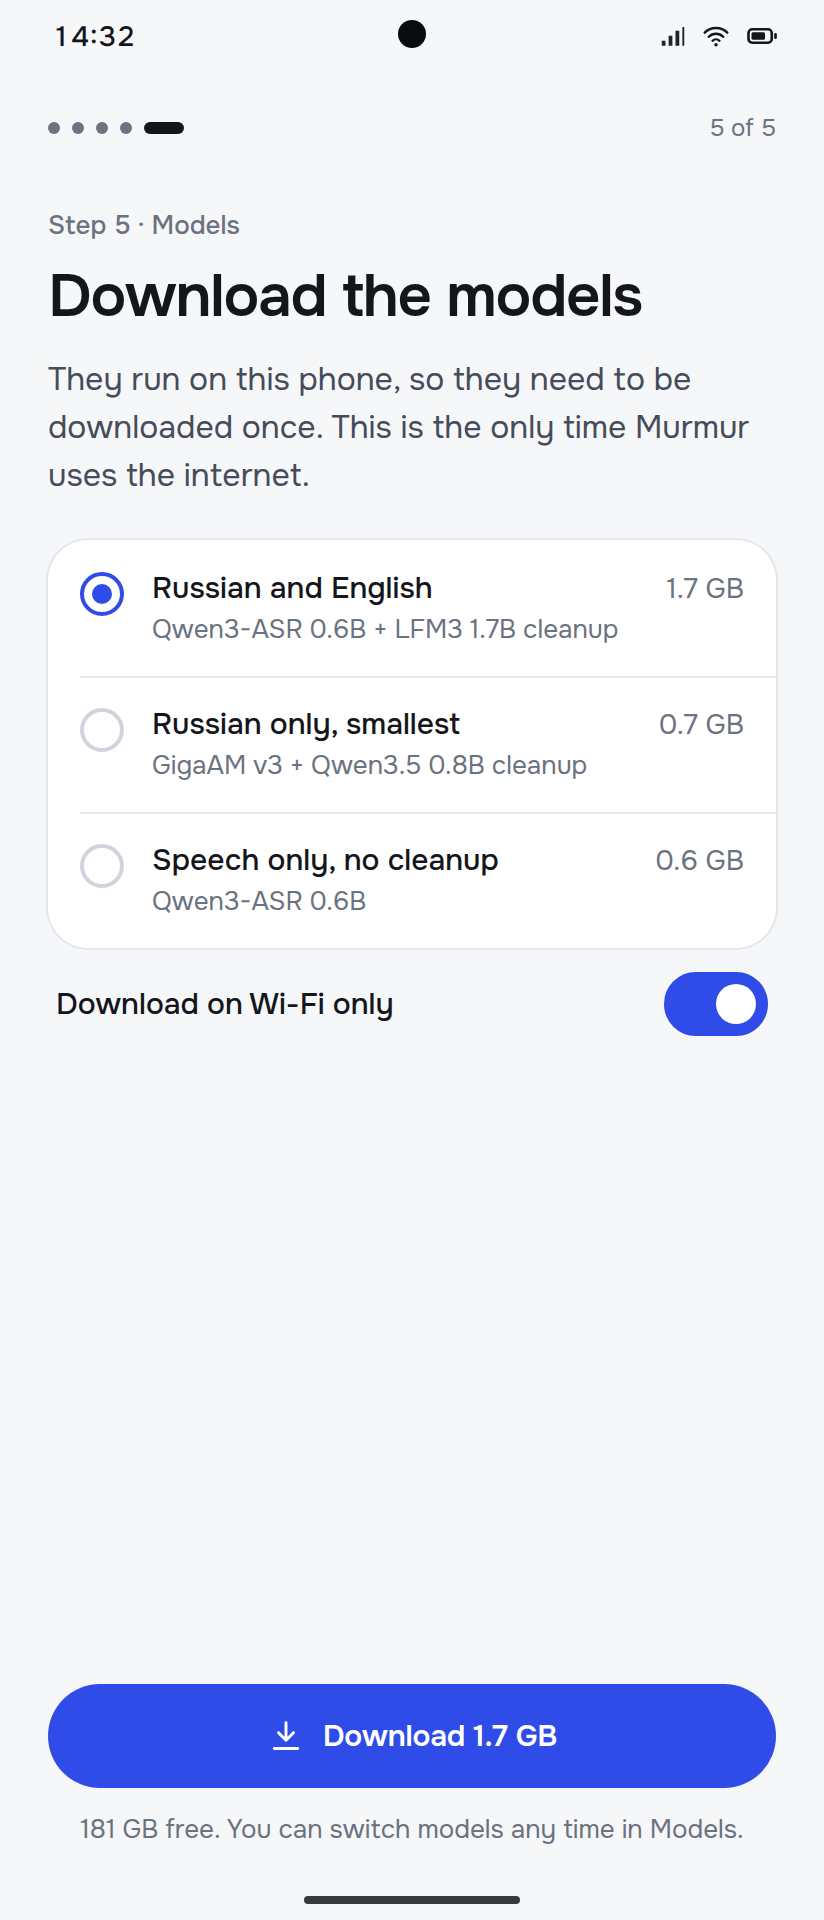 14:32
5 of 5
Step 5 · Models
Download the models
They run on this phone, so they need to be
downloaded once. This is the only time Murmur
uses the internet.
Russian and English 1.7 GB
Qwen3-ASR 0.6B + LFM3 1.7B cleanup
Russian only, smallest 0.7 GB
GigaAM v3 + Qwen3.5 0.8B cleanup
Speech only, no cleanup 0.6 GB
Qwen3-ASR 0.6B
Download on Wi-Fi only
Download 1.7 GB
181 GB free. You can switch models any time in Models.